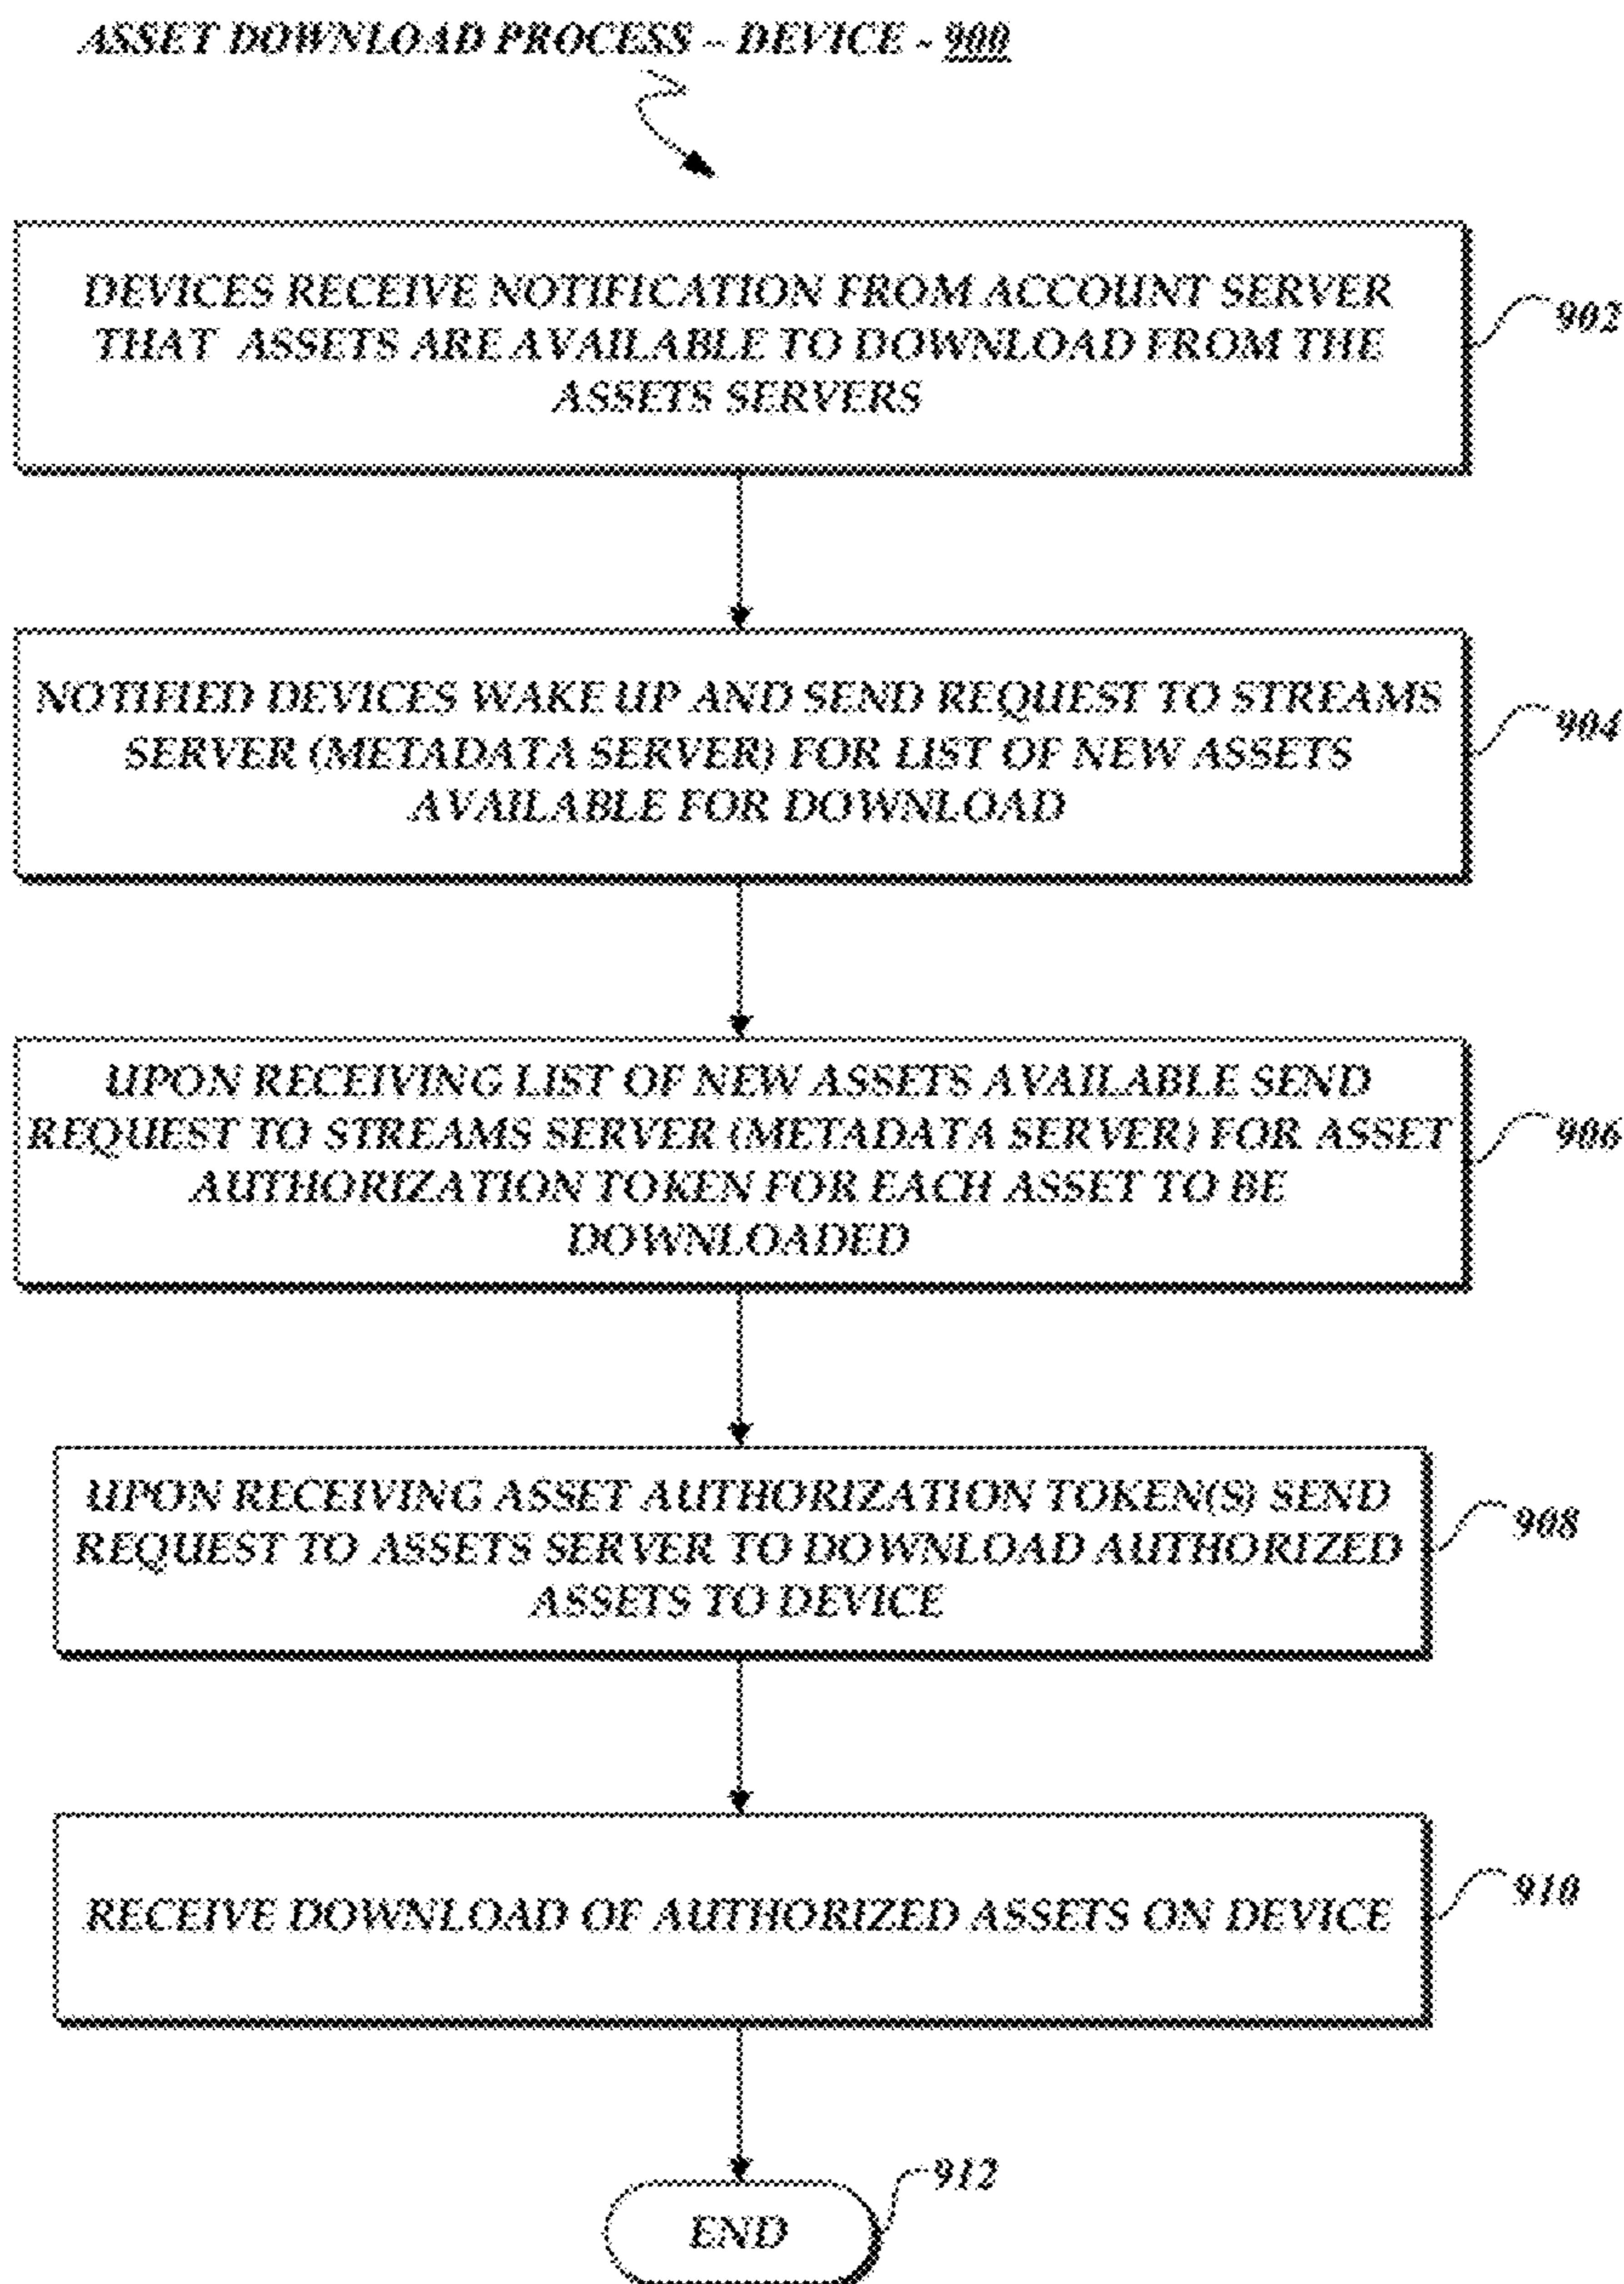 ASSET DOWNLOAD PROCESS – DEVICE - 900
DEVICES RECEIVE NOTIFICATION FROM ACCOUNT SERVER
THAT ASSETS ARE AVAILABLE TO DOWNLOAD FROM THE
ASSETS SERVERS
902
NOTIFIED DEVICES WAKE UP AND SEND REQUEST TO STREAMS
SERVER (METADATA SERVER) FOR LIST OF NEW ASSETS
AVAILABLE FOR DOWNLOAD
904
UPON RECEIVING LIST OF NEW ASSETS AVAILABLE SEND
REQUEST TO STREAMS SERVER (METADATA SERVER) FOR ASSET
AUTHORIZATION TOKEN FOR EACH ASSET TO BE
DOWNLOADED
906
UPON RECEIVING ASSET AUTHORIZATION TOKEN(S) SEND
REQUEST TO ASSETS SERVER TO DOWNLOAD AUTHORIZED
ASSETS TO DEVICE
908
RECEIVE DOWNLOAD OF AUTHORIZED ASSETS ON DEVICE
910
912
END